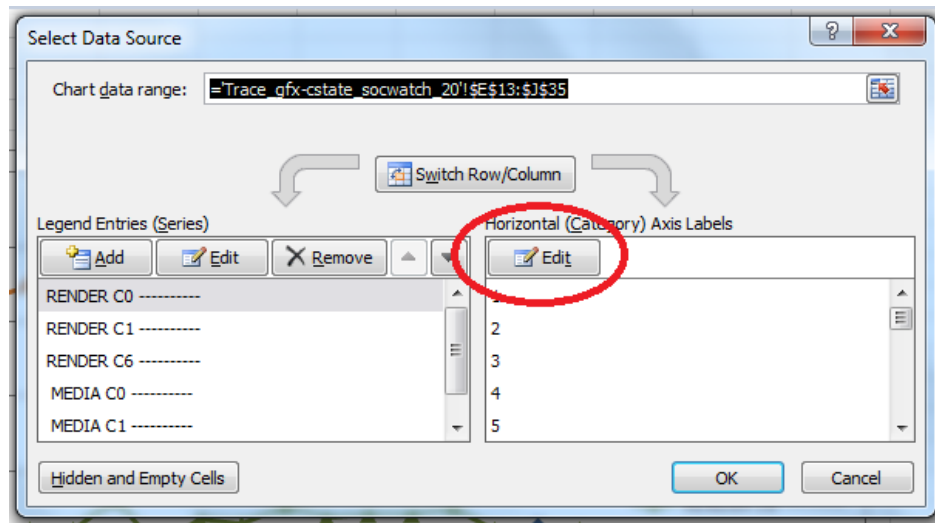 Select Data Source
Chart data range: ='Trace_gfx-cstate_socwatch_20'!$E$13:$J$35
Switch Row/Column
Legend Entries (Series)
Horizontal (Category) Axis Labels
Add Edit Remove
Edit
RENDER C0 ----------
RENDER C1 ----------
RENDER C6 ----------
MEDIA C0 ----------
MEDIA C1 ----------
1
2
3
4
5
Hidden and Empty Cells
OK Cancel